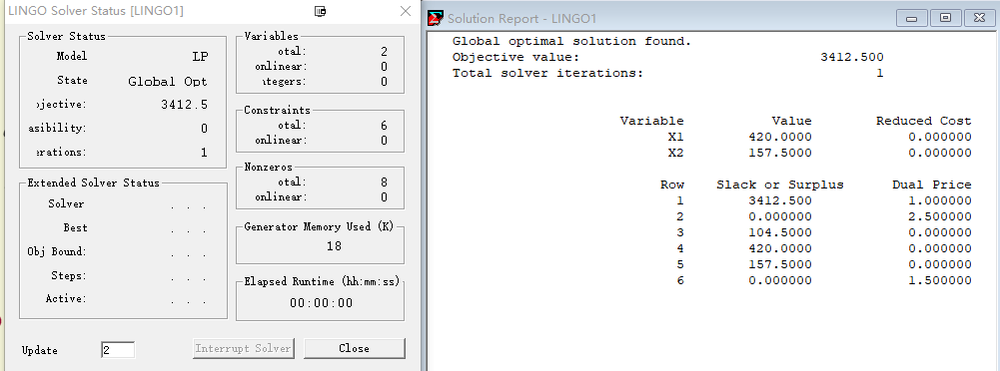 LINGO Solver Status [LINGO1]
Solver Status
Model LP
State Global Opt
ojective: 3412.5
asibility: 0
erations: 1
Extended Solver Status
Solver . . .
Best . . .
Obj Bound: . . .
Steps: . . .
Active: . . .
Update 2
Variables
otal: 2
onlinear: 0
ntegers: 0
Constraints
otal: 6
onlinear: 0
Nonzeros
otal: 8
onlinear: 0
Generator Memory Used (K)
18
Elapsed Runtime (hh:mm:ss)
00:00:00
Interrupt Solver
Close
Solution Report - LINGO1
Global optimal solution found.
Objective value: 3412.500
Total solver iterations: 1
Variable Value Reduced Cost
X1 420.0000 0.000000
X2 157.5000 0.000000
Row Slack or Surplus Dual Price
1 3412.500 1.000000
2 0.000000 2.500000
3 104.5000 0.000000
4 420.0000 0.000000
5 157.5000 0.000000
6 0.000000 1.500000